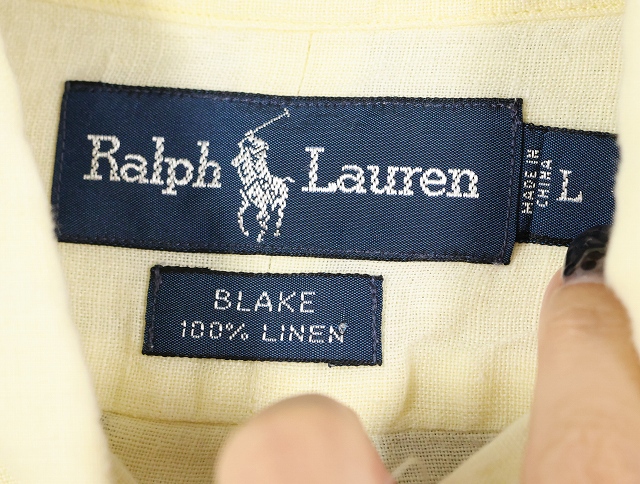 Ralph Lauren
MADE IN
CHINA
L
BLAKE
100% LINEN